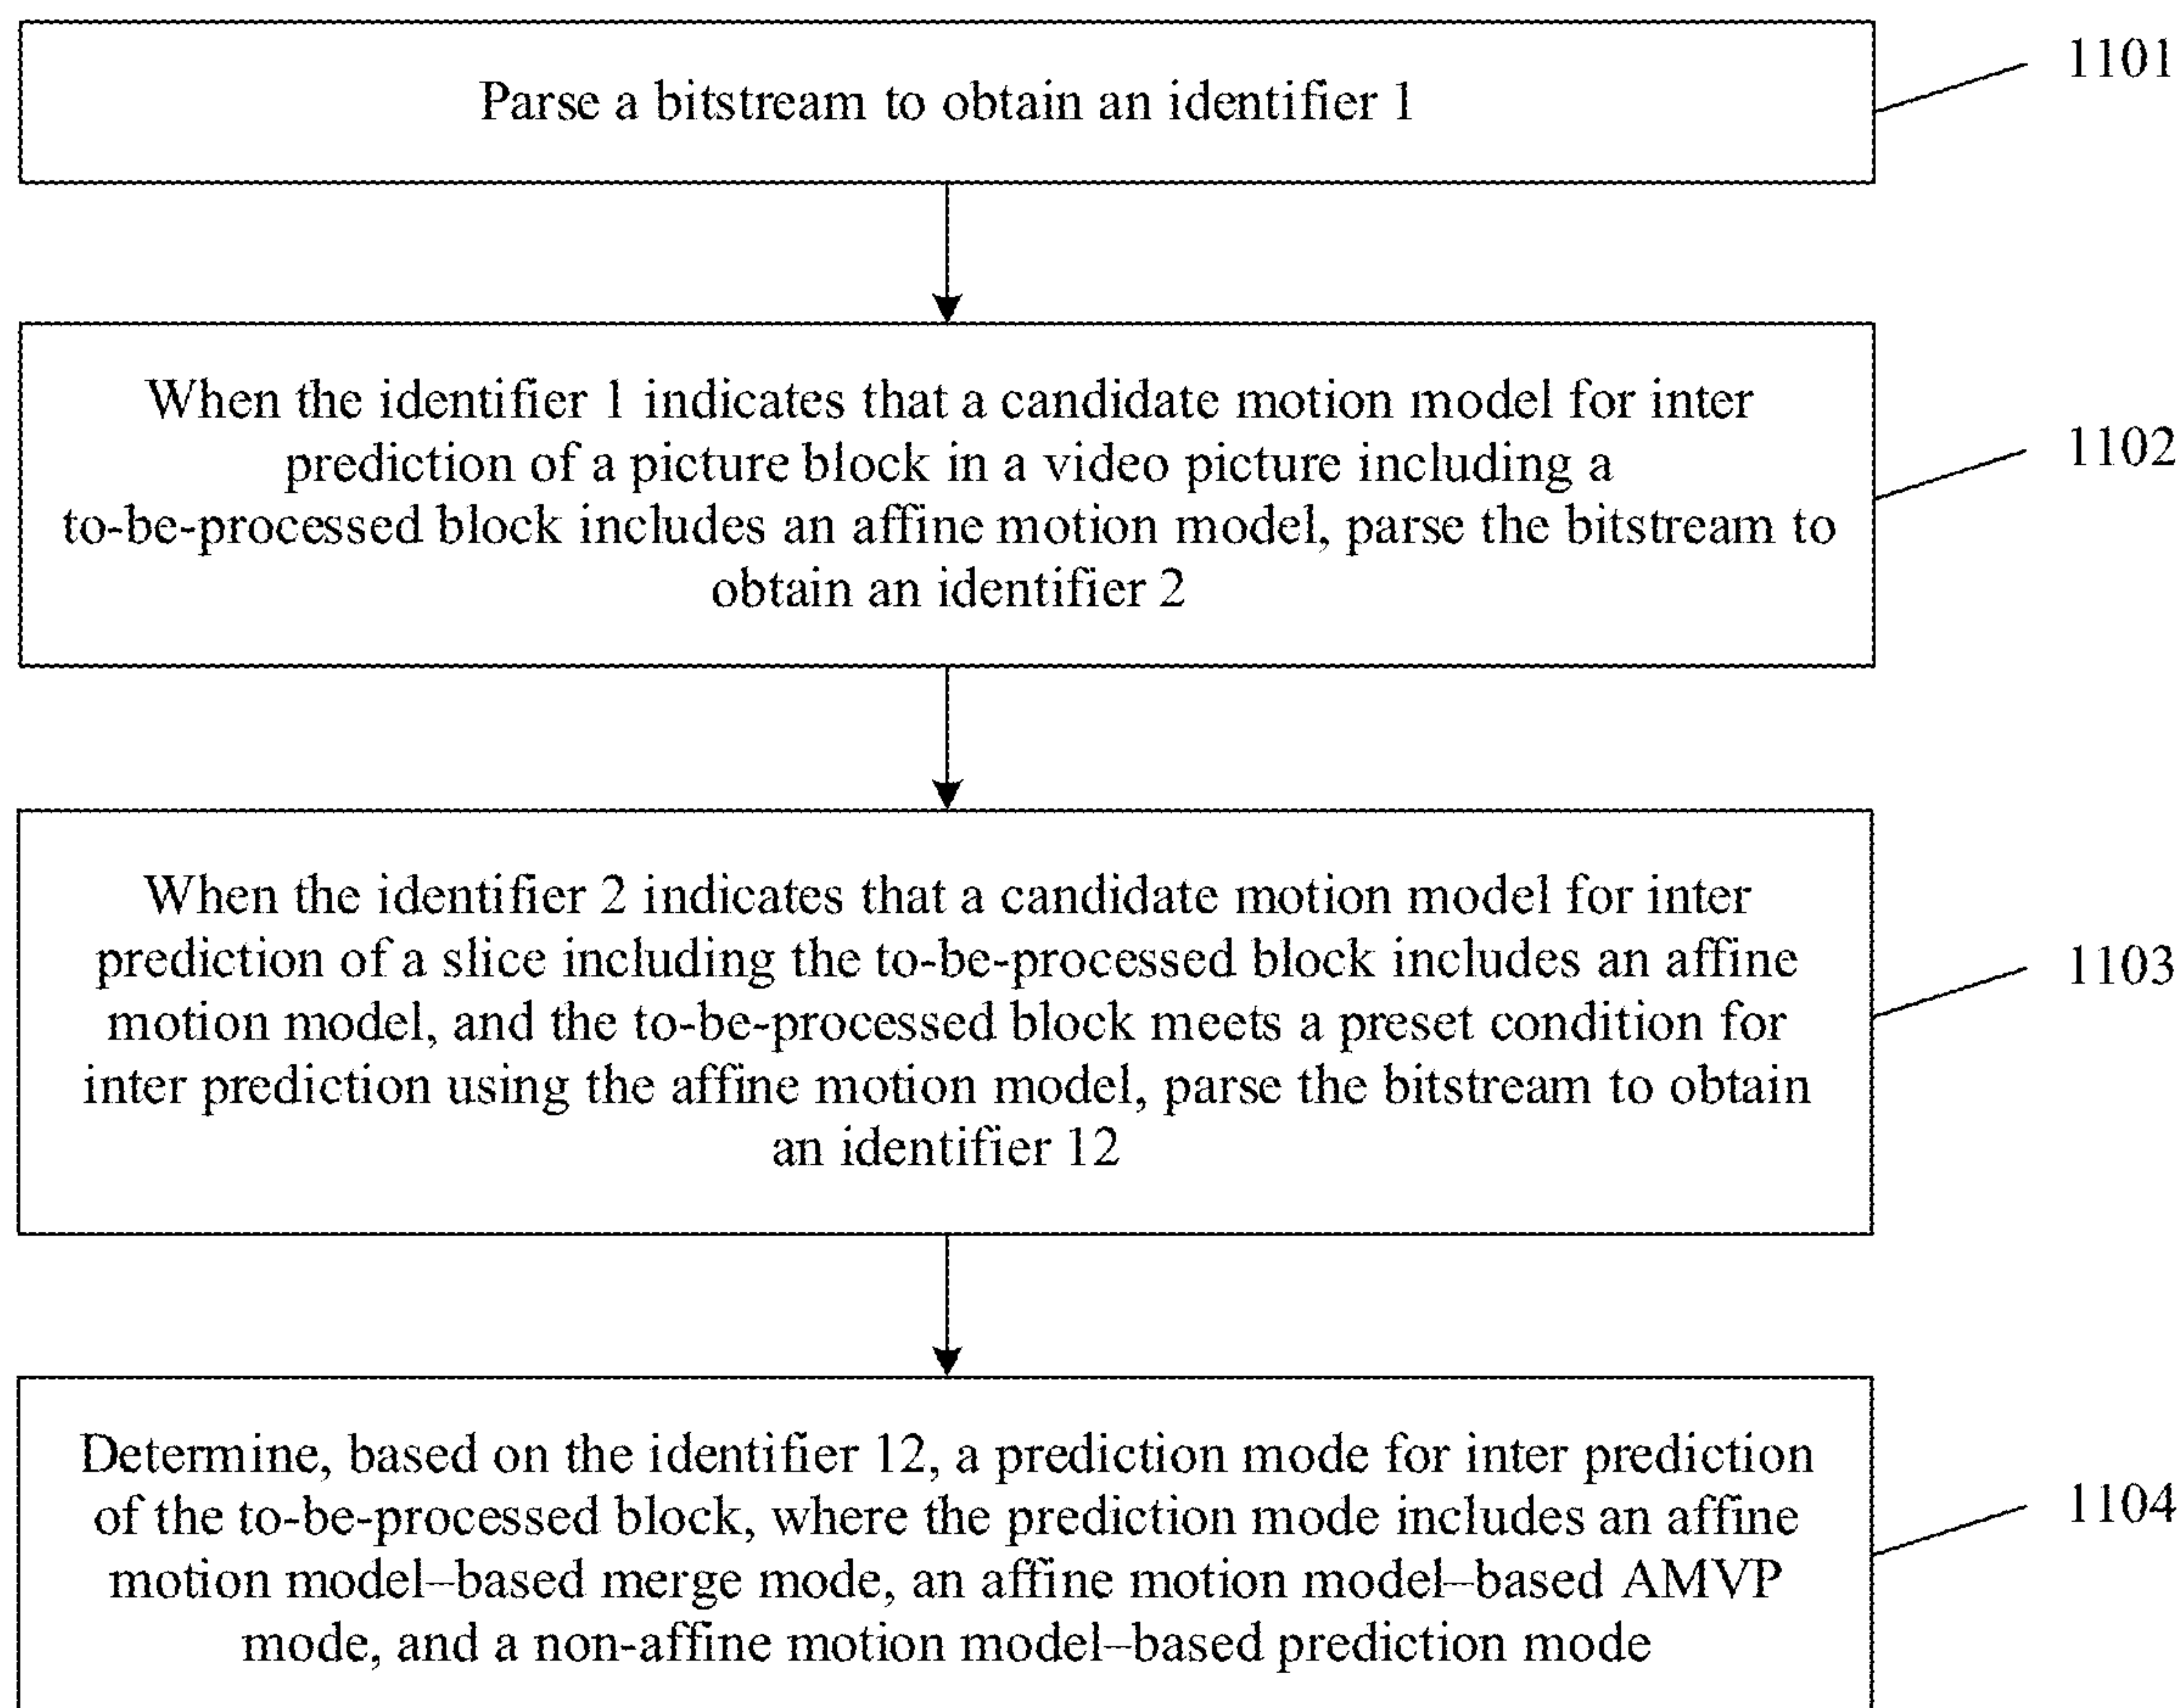 Parse a bitstream to obtain an identifier 1
1101
When the identifier 1 indicates that a candidate motion model for inter
prediction of a picture block in a video picture including a
to-be-processed block includes an affine motion model, parse the bitstream to
obtain an identifier 2
1102
When the identifier 2 indicates that a candidate motion model for inter
prediction of a slice including the to-be-processed block includes an affine
motion model, and the to-be-processed block meets a preset condition for
inter prediction using the affine motion model, parse the bitstream to obtain
an identifier 12
1103
Determine, based on the identifier 12, a prediction mode for inter prediction
of the to-be-processed block, where the prediction mode includes an affine
motion model–based merge mode, an affine motion model–based AMVP
mode, and a non-affine motion model–based prediction mode
1104